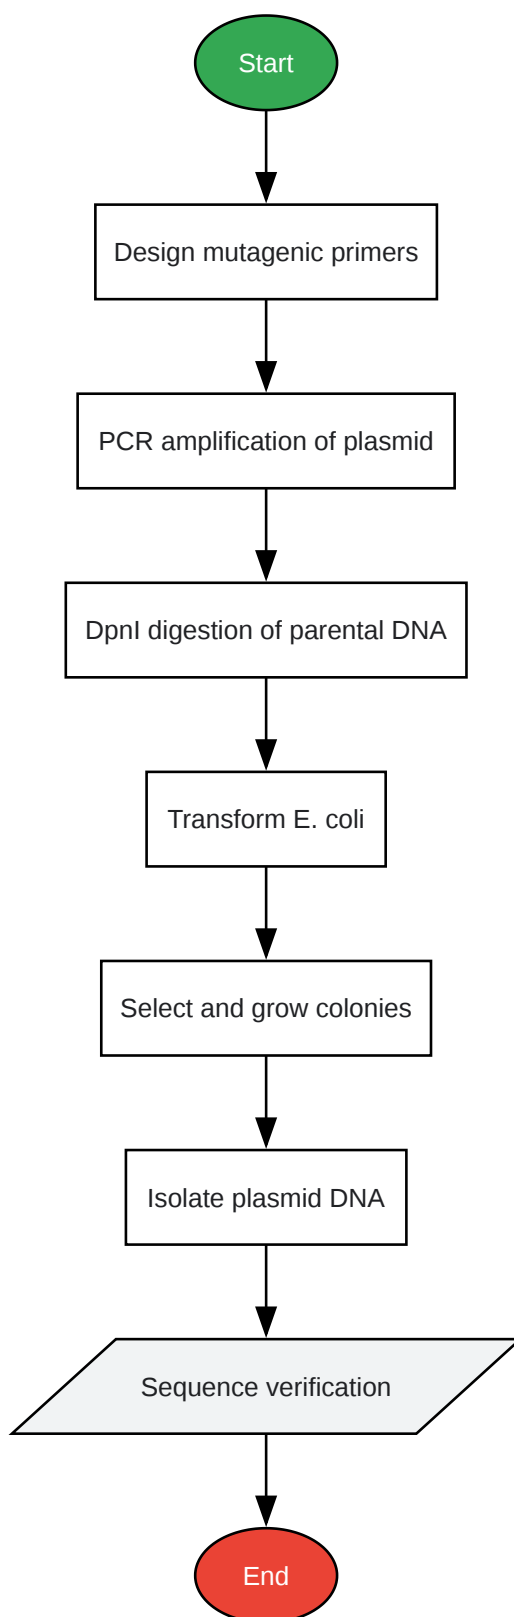 Start
Design mutagenic primers
PCR amplification of plasmid
DpnI digestion of parental DNA
Transform E. coli
Select and grow colonies
Isolate plasmid DNA
Sequence verification
End